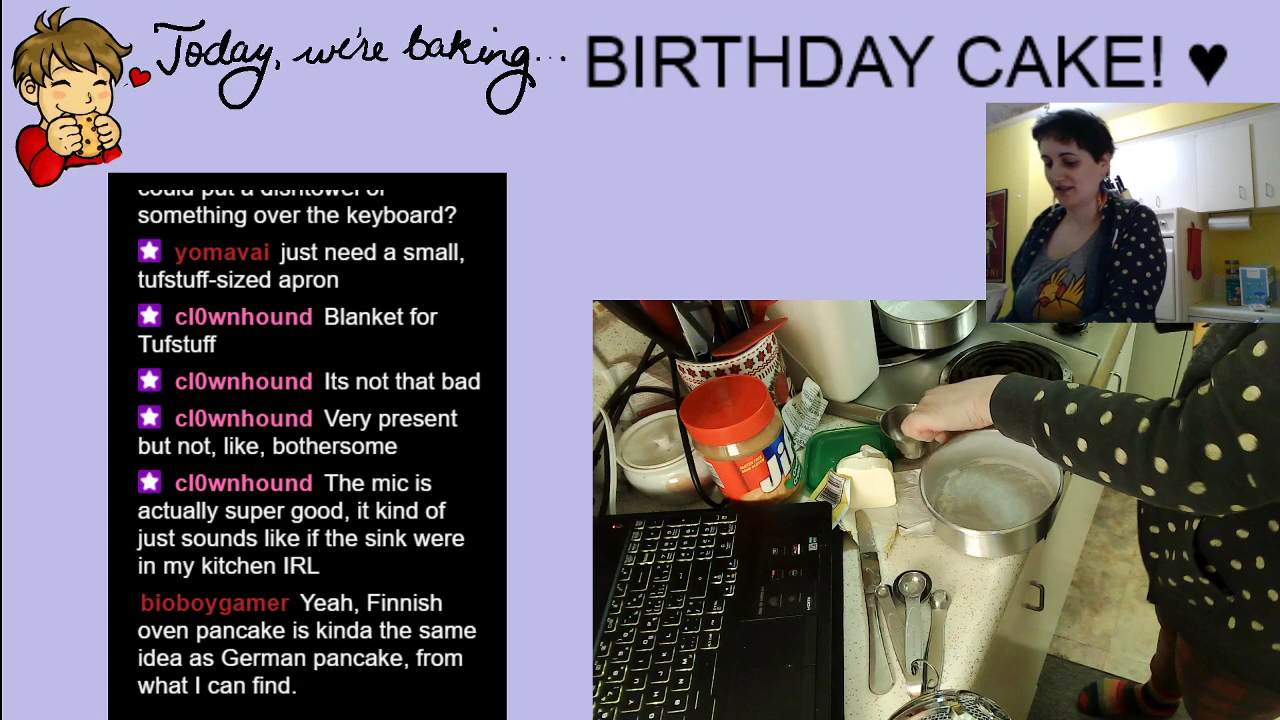 Today, we're baking... BIRTHDAY CAKE! ♥
something over the keyboard?
yomavai just need a small,
tufstuff-sized apron
cl0wnhound Blanket for
Tufstuff
cl0wnhound Its not that bad
cl0wnhound Very present
but not, like, bothersome
cl0wnhound The mic is
actually super good, it kind of
just sounds like if the sink were
in my kitchen IRL
bioboygamer Yeah, Finnish
oven pancake is kinda the same
idea as German pancake, from
what I can find.
Jif